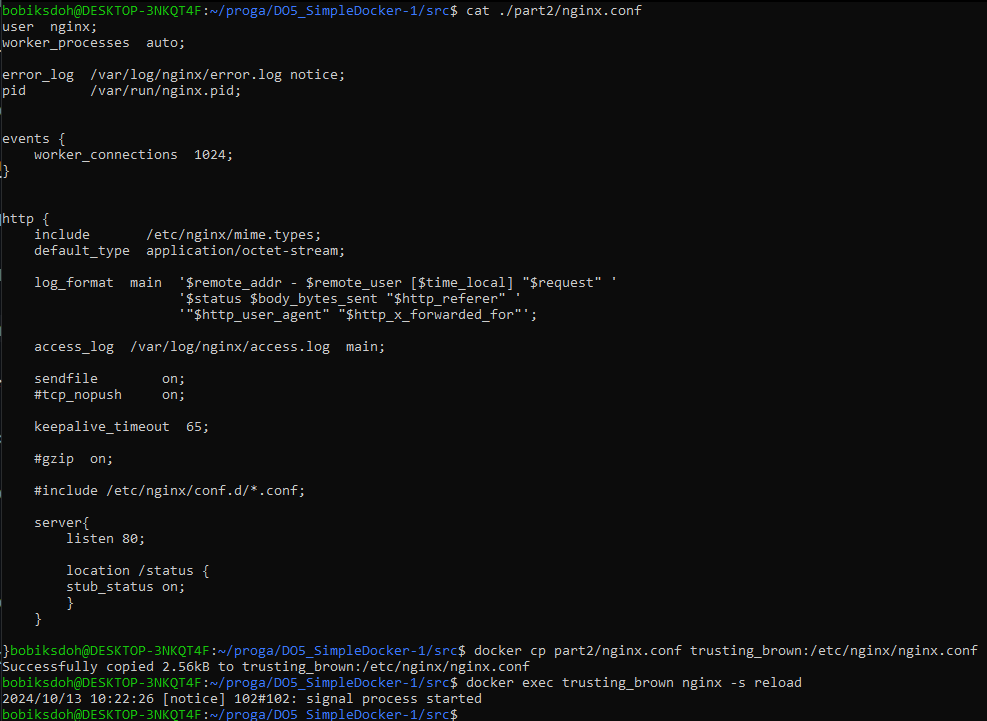 bobiksdoh@DESKTOP-3NKQT4F:~/proga/DO5_SimpleDocker-1/src$ cat ./part2/nginx.conf
user  nginx;
worker_processes  auto;

error_log  /var/log/nginx/error.log notice;
pid        /var/run/nginx.pid;


events {
    worker_connections  1024;
}


http {
    include       /etc/nginx/mime.types;
    default_type  application/octet-stream;

    log_format  main  '$remote_addr - $remote_user [$time_local] "$request" '
                      '$status $body_bytes_sent "$http_referer" '
                      '"$http_user_agent" "$http_x_forwarded_for"';

    access_log  /var/log/nginx/access.log  main;

    sendfile        on;
    #tcp_nopush     on;

    keepalive_timeout  65;

    #gzip  on;

    #include /etc/nginx/conf.d/*.conf;

    server{
        listen 80;

        location /status {
        stub_status on;
        }
    }

}bobiksdoh@DESKTOP-3NKQT4F:~/proga/DO5_SimpleDocker-1/src$ docker cp part2/nginx.conf trusting_brown:/etc/nginx/nginx.conf
Successfully copied 2.56kB to trusting_brown:/etc/nginx/nginx.conf
bobiksdoh@DESKTOP-3NKQT4F:~/proga/DO5_SimpleDocker-1/src$ docker exec trusting_brown nginx -s reload
2024/10/13 10:22:26 [notice] 102#102: signal process started
bobiksdoh@DESKTOP-3NKQT4F:~/proga/DO5_SimpleDocker-1/src$